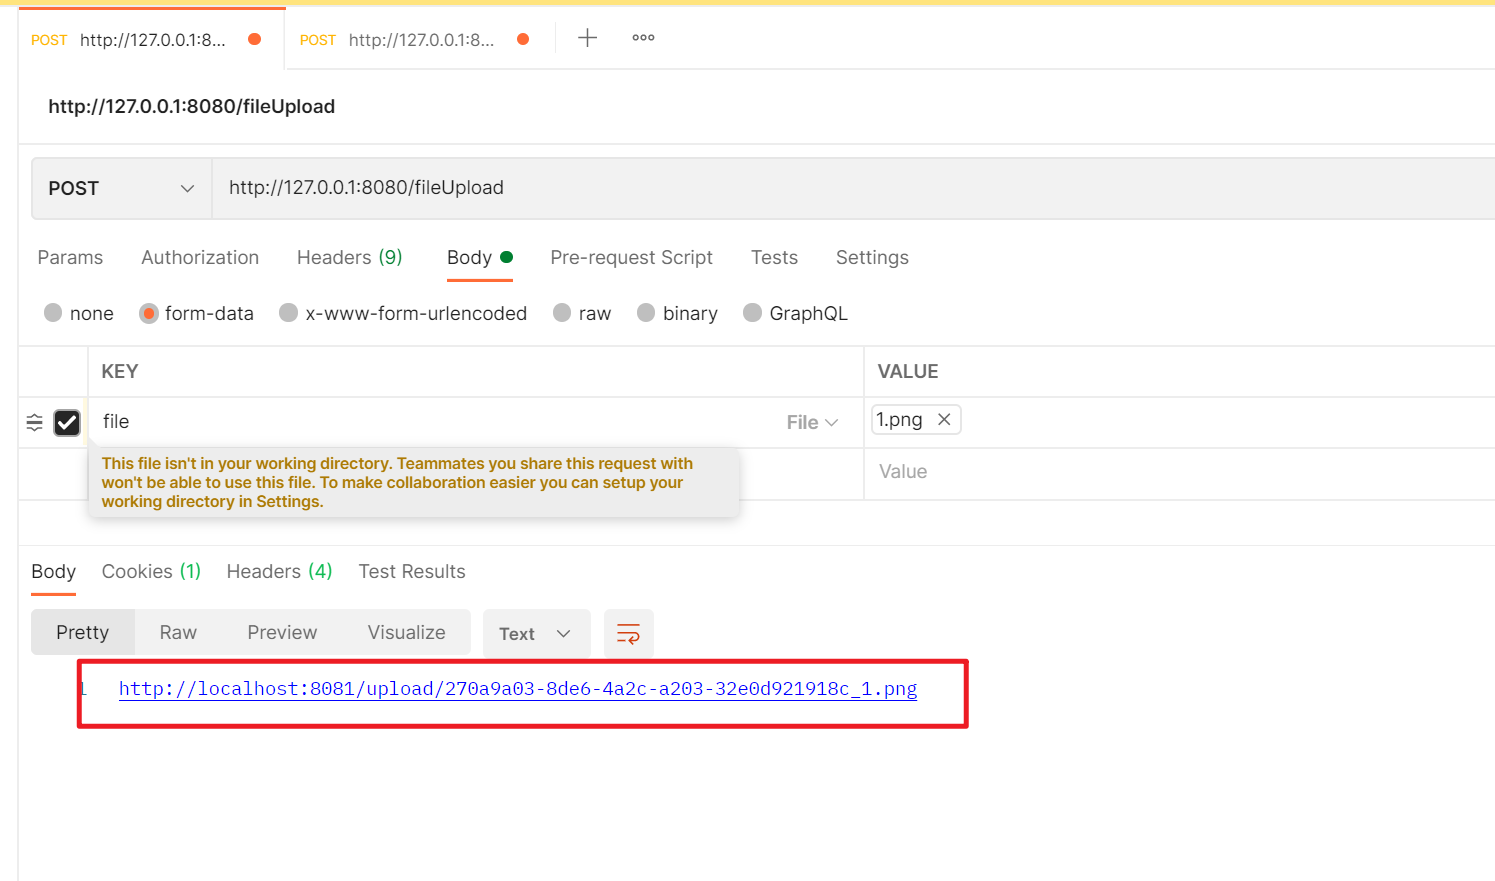 POST http://127.0.0.1:8... POST http://127.0.0.1:8...
http://127.0.0.1:8080/fileUpload
POST http://127.0.0.1:8080/fileUpload
Params Authorization Headers (9) Body Pre-request Script Tests Settings
none form-data x-www-form-urlencoded raw binary GraphQL
KEY VALUE
file File 1.png
This file isn't in your working directory. Teammates you share this request with
won't be able to use this file. To make collaboration easier you can setup your
working directory in Settings.
Value
Body Cookies (1) Headers (4) Test Results
Pretty Raw Preview Visualize Text
1 http://localhost:8081/upload/270a9a03-8de6-4a2c-a203-32e0d921918c_1.png